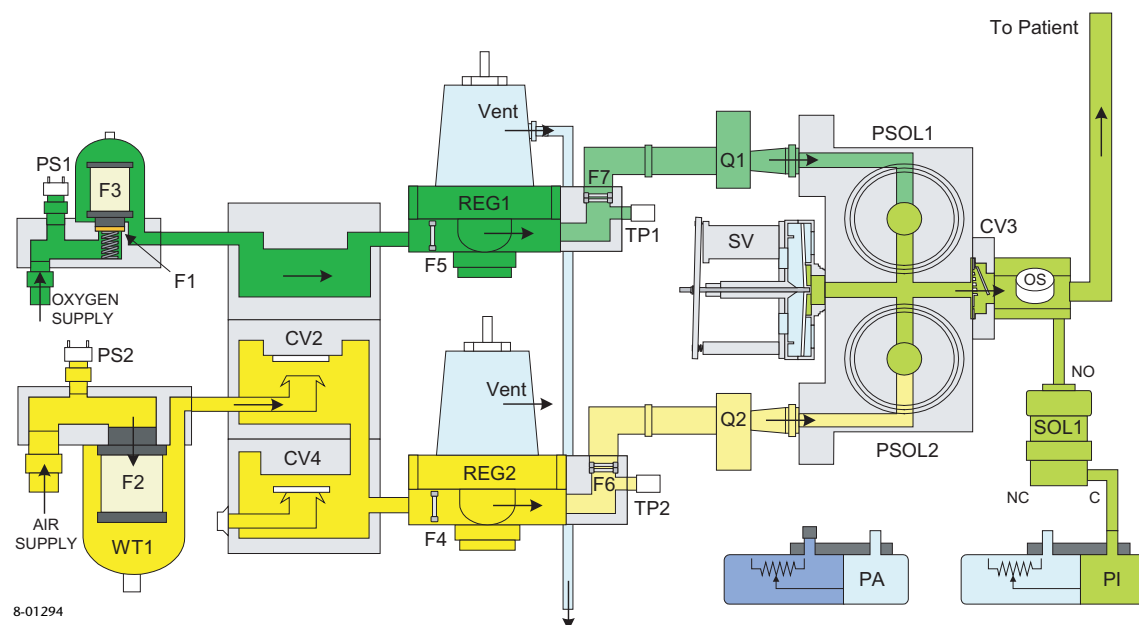 To Patient
PSOL1
Vent
PS1
Q1
F3
F7
REG1
CV3
TP1
SV
F5
OS
F1
OXYGEN
SUPPLY
CV2
PS2
NO
Vent
Q2
SOL1
PSOL2
CV4
REG2
F2
F6
TP2
NC
C
AIR
SUPPLY
F4
WT1
PA
PI
8-01294